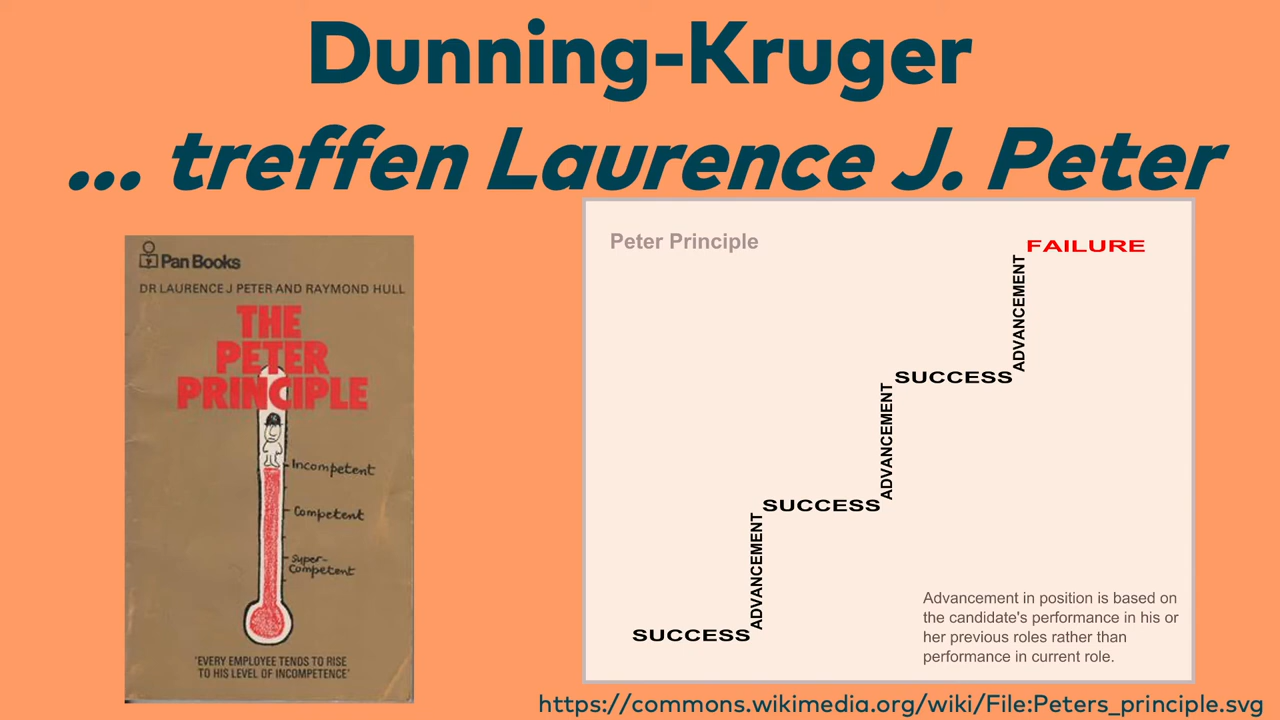 Dunning-Kruger
... treffen Laurence J. Peter
Pan Books
DR LAURENCE J PETER AND RAYMOND HULL
THE
PETER
PRINCIPLE
Incompetent
Competent
Super-
Competent
'EVERY EMPLOYEE TENDS TO RISE
TO HIS LEVEL OF INCOMPETENCE'
Peter Principle
FAILURE
ADVANCEMENT
SUCCESS
ADVANCEMENT
SUCCESS
ADVANCEMENT
SUCCESS
Advancement in position is based on
the candidate's performance in his or
her previous roles rather than
performance in current role.
https://commons.wikimedia.org/wiki/File:Peters_principle.svg